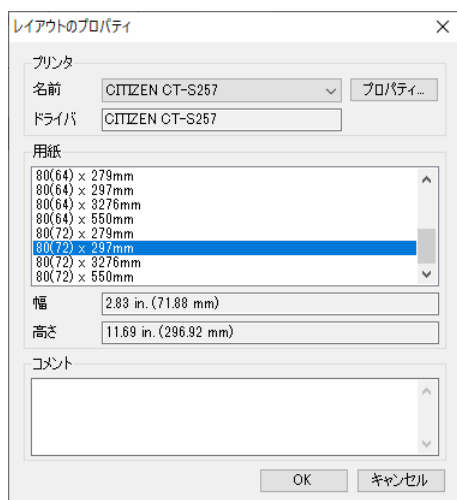 レイアウトのプロパティ
プリンタ
名前 CITIZEN CT-S257 プロパティ...
ドライバ CITIZEN CT-S257
用紙
80(64) x 279mm
80(64) x 297mm
80(64) x 3276mm
80(64) x 550mm
80(72) x 279mm
80(72) x 297mm
80(72) x 3276mm
80(72) x 550mm
幅 2.83 in. (71.88 mm)
高さ 11.69 in. (296.92 mm)
コメント
OK キャンセル